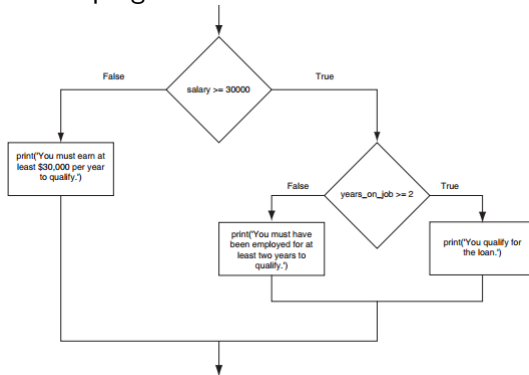 False
salary >= 30000
True
print('You must earn at
least $30,000 per year
to qualify.')
False
years_on_job >= 2
True
print('You must have
been employed for at
least two years to
qualify.')
print('You qualify for
the loan.')